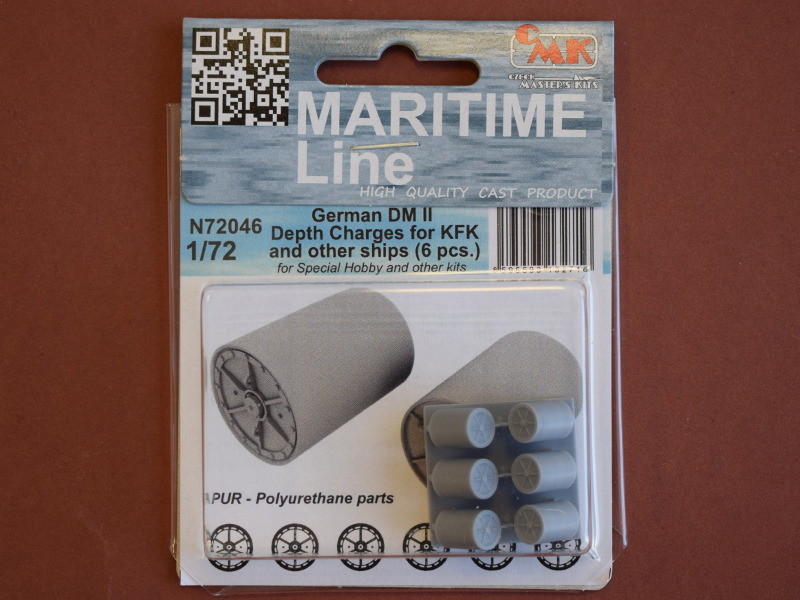 CMK
CZECH
MASTER'S KITS
MARITIME
Line
HIGH QUALITY CAST PRODUCT
N72046
1/72
German DM II
Depth Charges for KFK
and other ships (6 pcs.)
for Special Hobby and other kits
APUR - Polyurethane parts